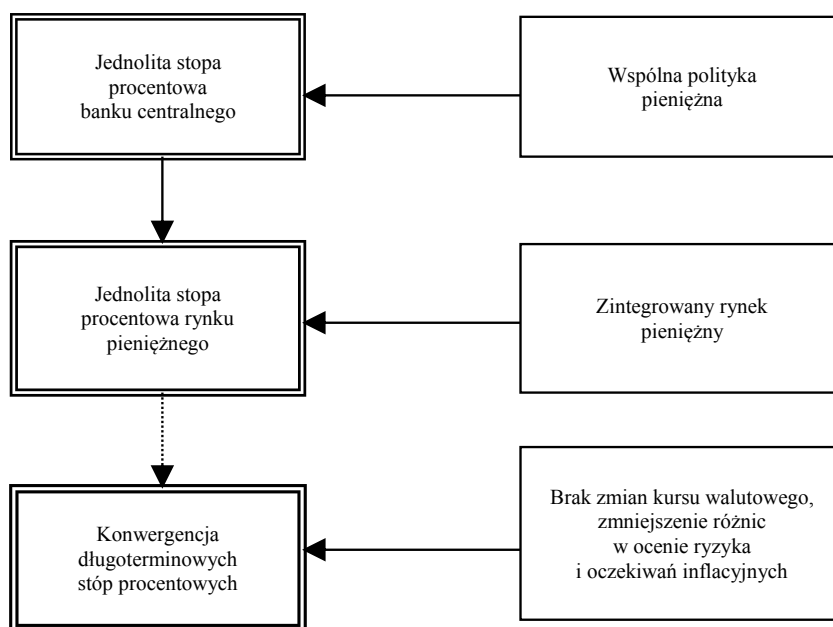 Jednolita stopa
procentowa
banku centralnego
Wspólna polityka
pieniężna
Jednolita stopa
procentowa rynku
pieniężnego
Zintegrowany rynek
pieniężny
Konwergencja
długoterminowych
stóp procentowych
Brak zmian kursu walutowego,
zmniejszenie różnic
w ocenie ryzyka
i oczekiwań inflacyjnych